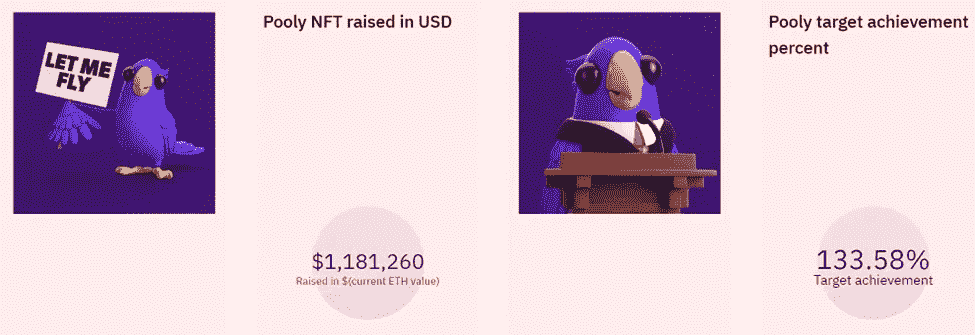 LET ME
FLY
Pooly NFT raised in USD
$1,181,260
Raised in $(current ETH value)
Pooly target achievement
percent
133.58%
Target achievement